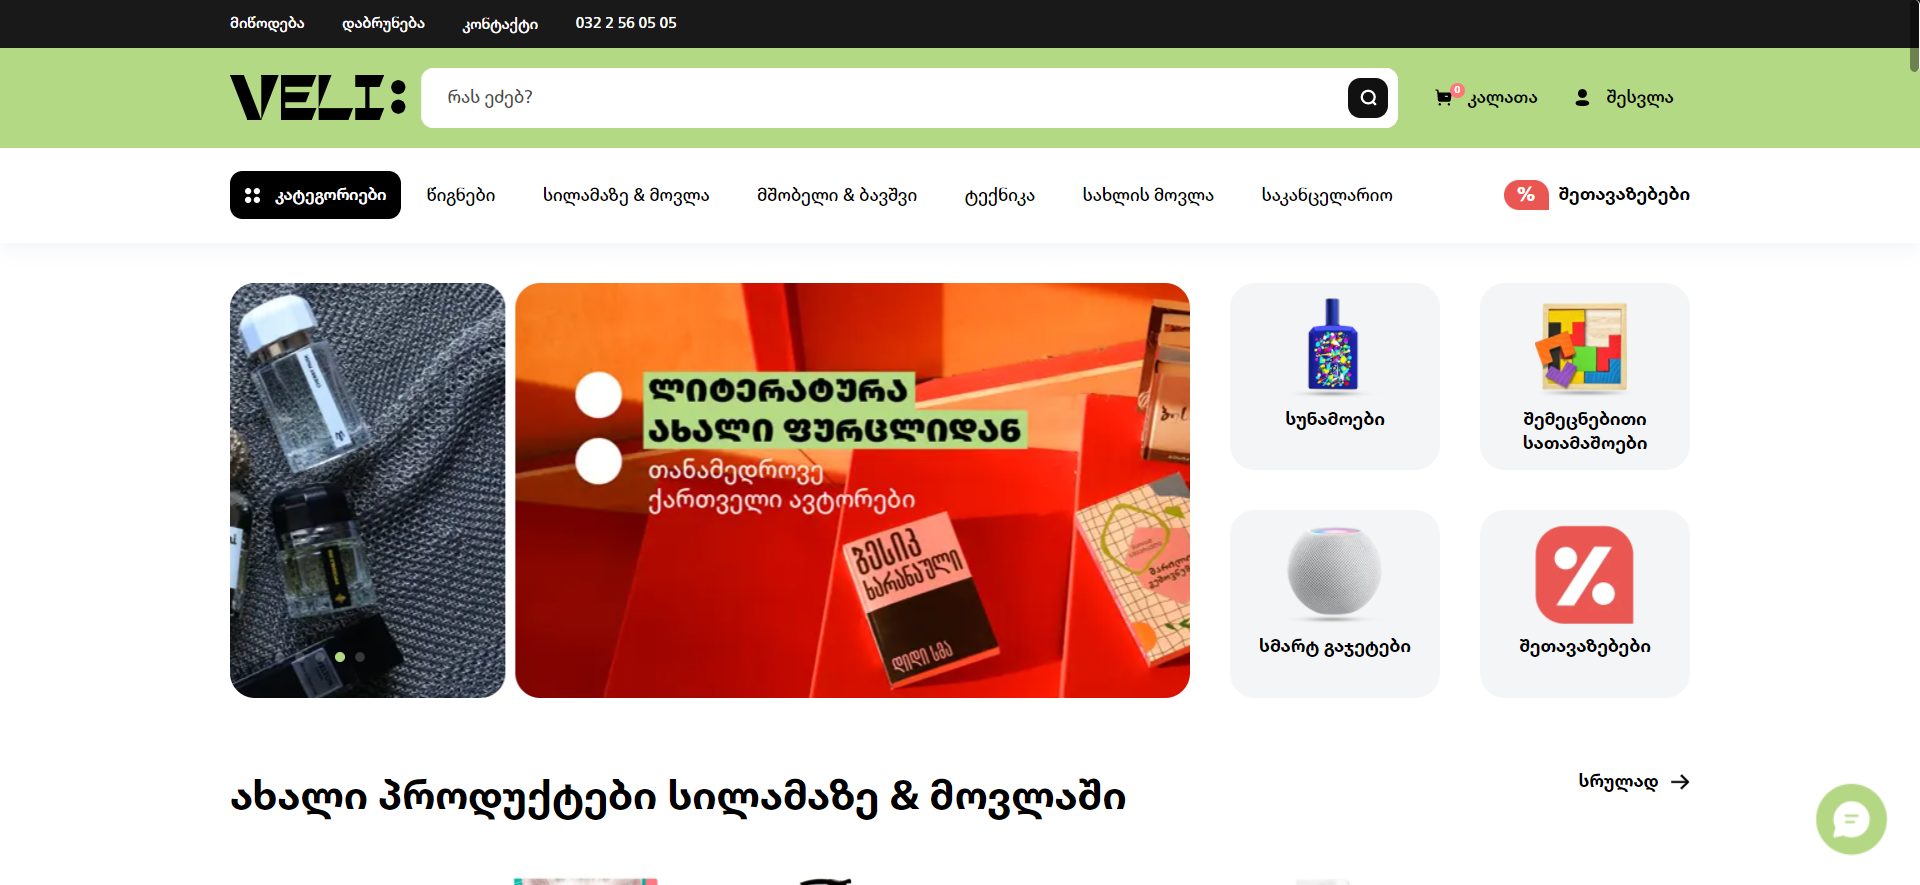 მიწოდება
დაბრუნება
კონტაქტი
032 2 56 05 05
VELI:
რას ეძებ?
0
კალათა
შესვლა
კატეგორიები
წიგნები
სილამაზე & მოვლა
მშობელი & ბავშვი
ტექნიკა
სახლის მოვლა
საკანცელარიო
%
შეთავაზებები
ლიტერატურა
ახალი ფურცლიდან
თანამედროვე
ქართველი ავტორები
ბესიკ
ხარანაული
დიდი სმა
სუნამოები
შემეცნებითი
სათამაშოები
სმარტ გაჯეტები
%
შეთავაზებები
ახალი პროდუქტები სილამაზე & მოვლაში
სრულად